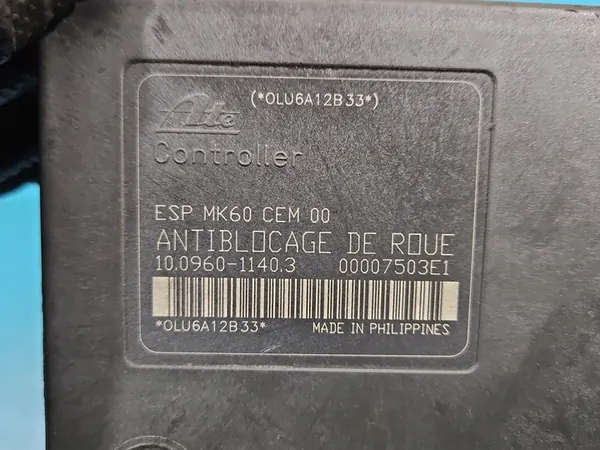 (*OLU6A12B33*)
Ate
Controller
ESP MK60 CEM 00
ANTIBLOCAGE DE ROUE
10.0960-1140.3 00007503E1
*OLU6A12B33* MADE IN PHILIPPINES